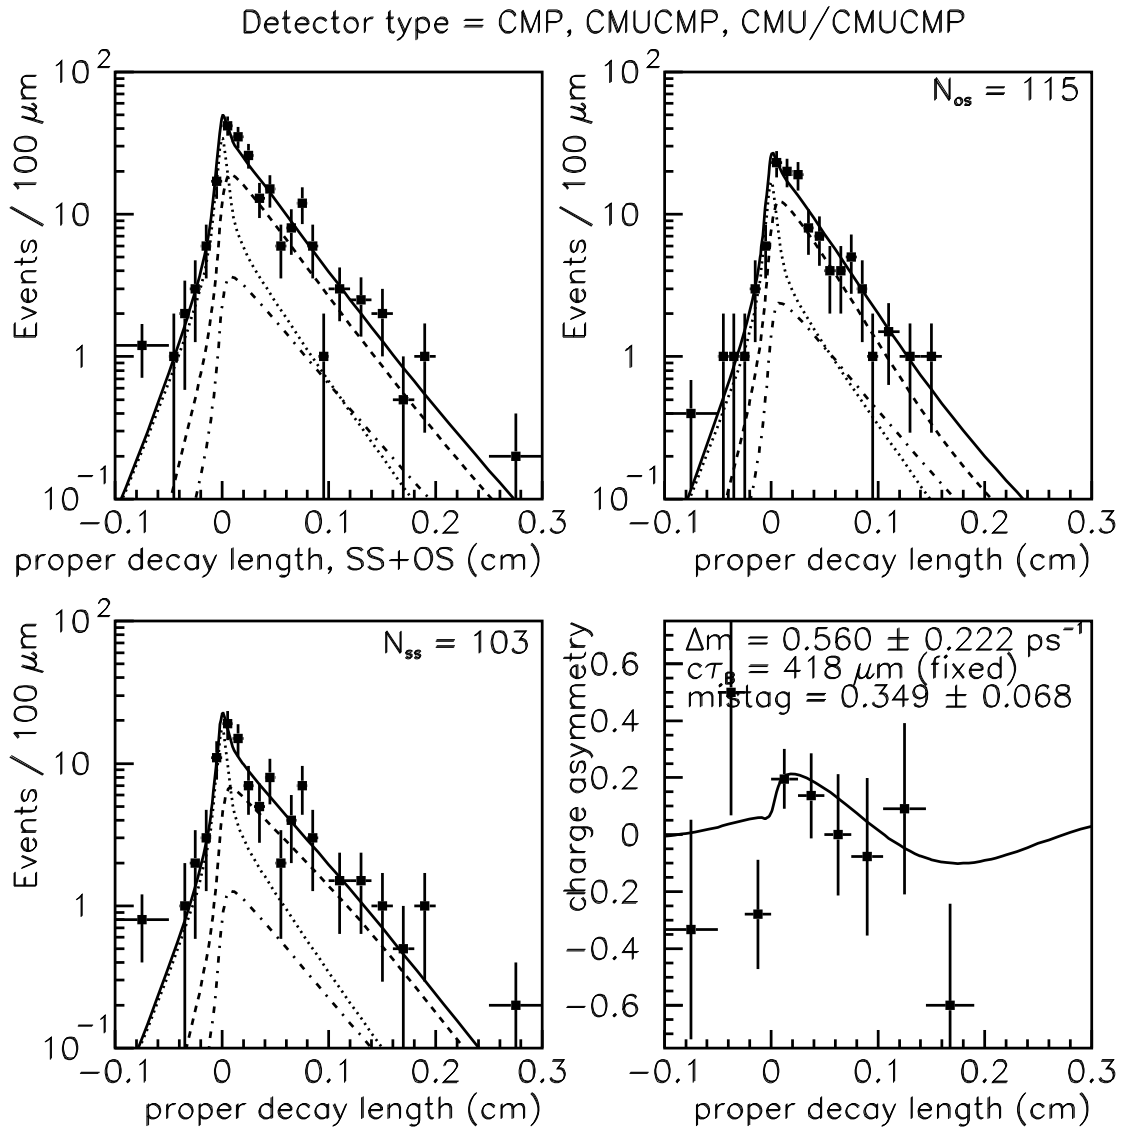 Detector type = CMP, CMUCMP, CMU/CMUCMP
Events / 100 μm
10²
10
1
10⁻¹
-0.1 0 0.1 0.2 0.3
proper decay length, SS+OS (cm)
Events / 100 μm
10²
10
1
10⁻¹
N_os = 115
-0.1 0 0.1 0.2 0.3
proper decay length (cm)
Events / 100 μm
10²
10
1
10⁻¹
N_ss = 103
-0.1 0 0.1 0.2 0.3
proper decay length (cm)
charge asymmetry
0.6
0.4
0.2
0
-0.2
-0.4
-0.6
Δm = 0.560 ± 0.222 ps⁻¹
cτ_B = 418 μm (fixed)
mistag = 0.349 ± 0.068
-0.1 0 0.1 0.2 0.3
proper decay length (cm)